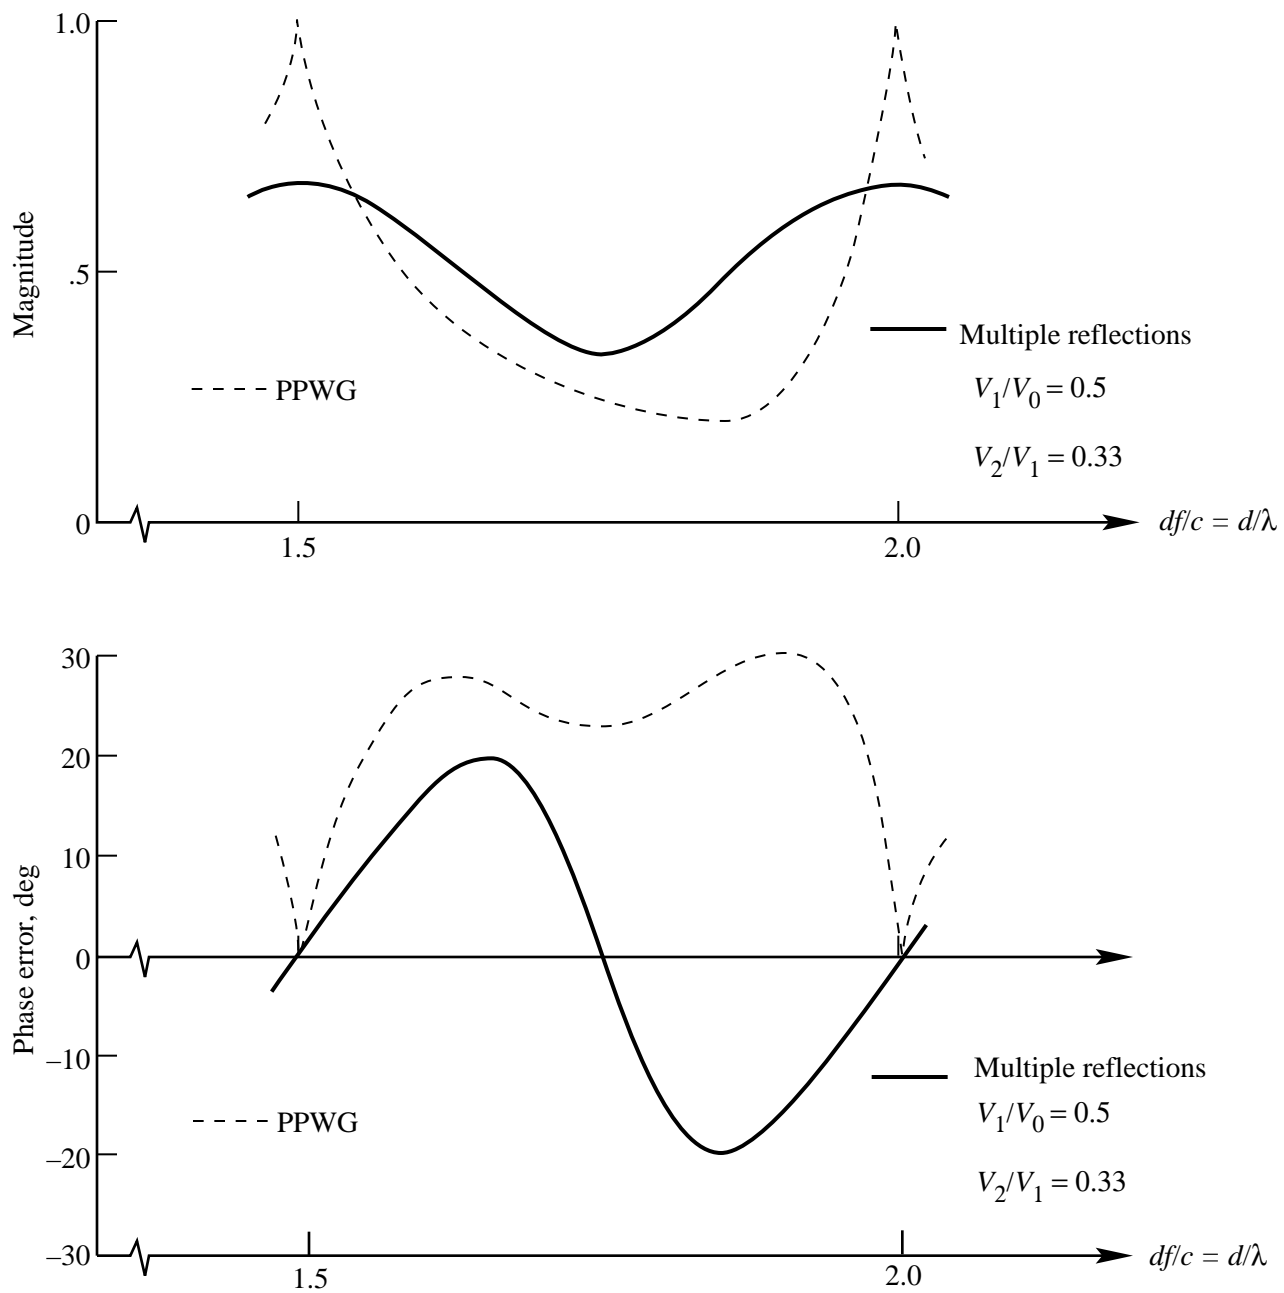 1.0
.5
0
Magnitude
PPWG
Multiple reflections
V1/V0 = 0.5
V2/V1 = 0.33
1.5
2.0
df/c = d/λ
30
20
10
0
–10
–20
–30
Phase error, deg
PPWG
Multiple reflections
V1/V0 = 0.5
V2/V1 = 0.33
1.5
2.0
df/c = d/λ